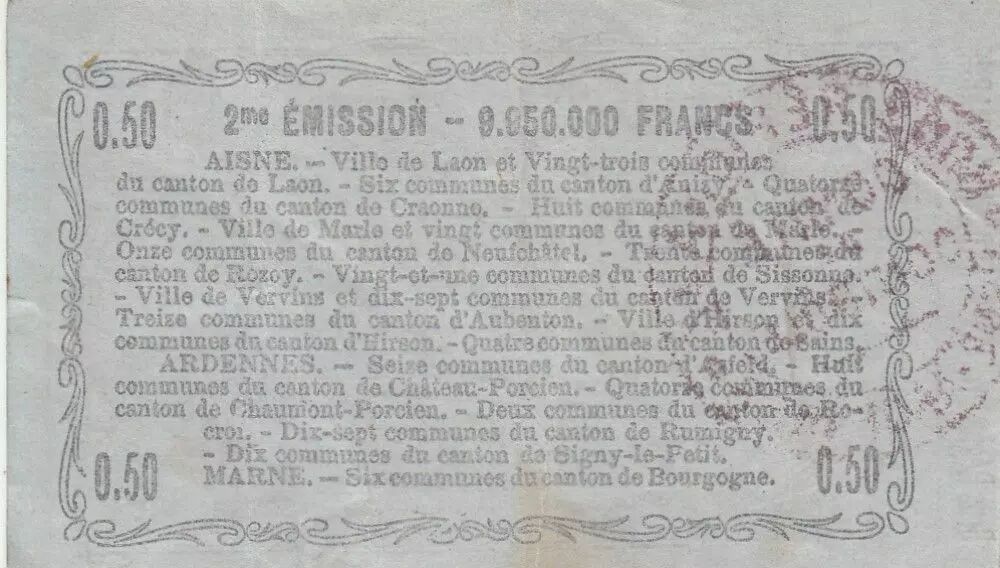 0.50 2me ÉMISSION - 9.950.000 FRANCS 0.50
AISNE. - Ville de Laon et Vingt-trois communes
du canton de Laon. - Six communes du canton d'Anizy. - Quatorze
communes du canton de Craonne. - Huit communes du canton de
Crécy. - Ville de Marle et vingt communes du canton de Marle. -
Onze communes du canton de Neufchâtel. - Trente communes du
canton de Rozoy. - Vingt-et-une communes du canton de Sissonne.
- Ville de Vervins et dix-sept communes du canton de Vervins. -
Treize communes du canton d'Aubenton. - Ville d'Hirson et dix
communes du canton d'Hirson. - Quatre communes du canton de Sains.
ARDENNES. - Seize communes du canton d'Asfeld. - Huit
communes du canton de Château-Porcien. - Quatorze communes du
canton de Chaumont-Porcien. - Deux communes du canton de Ro-
croi. - Dix-sept communes du canton de Rumigny.
- Dix communes du canton de Signy-le-Petit.
0.50 MARNE. - Six communes du canton de Bourgogne. 0.50